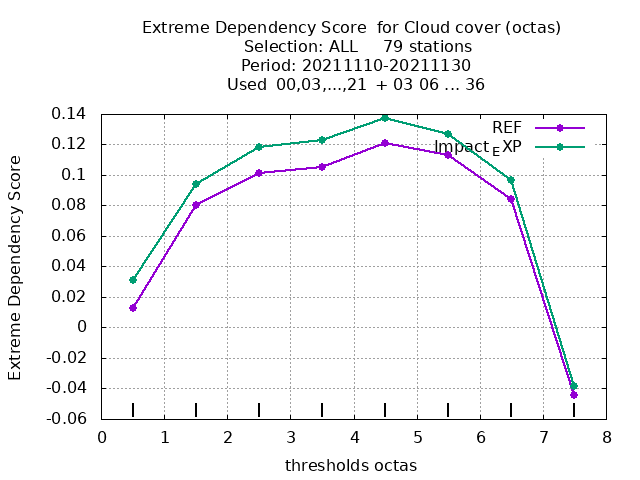 Extreme Dependency Score  for Cloud cover (octas)
Selection: ALL     79 stations
Period: 20211110-20211130
Used  00,03,...,21  + 03 06 ... 36
Extreme Dependency Score
0.14
0.12
0.1
0.08
0.06
0.04
0.02
0
-0.02
-0.04
-0.06
REF
Impact EXP
0 1 2 3 4 5 6 7 8
thresholds octas